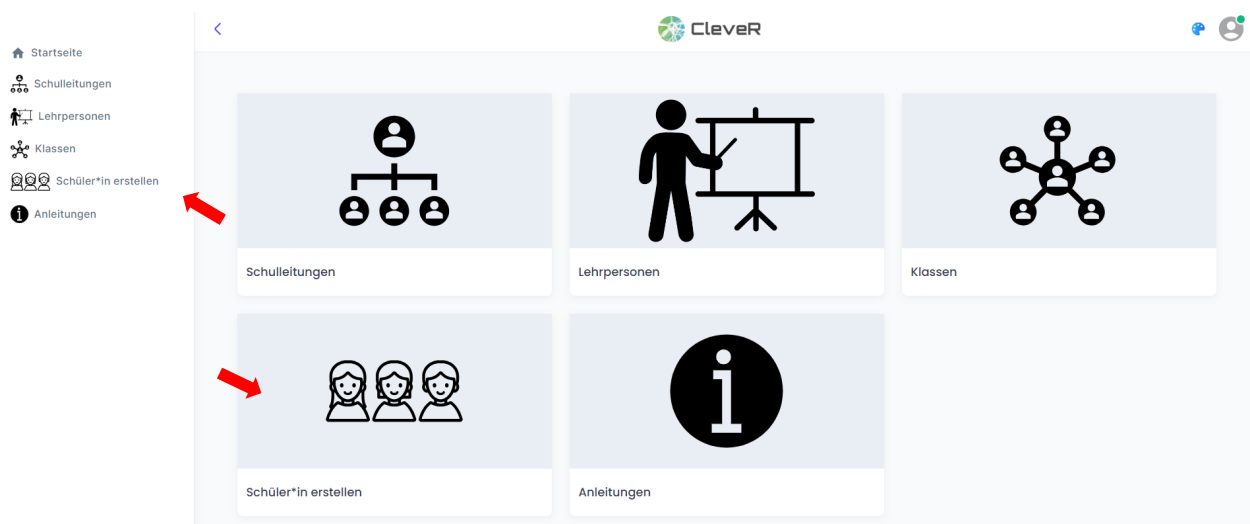 CleveR
Startseite
Schulleitungen
Lehrpersonen
Klassen
Schüler*in erstellen
Anleitungen
Schulleitungen
Lehrpersonen
Klassen
Schüler*in erstellen
Anleitungen